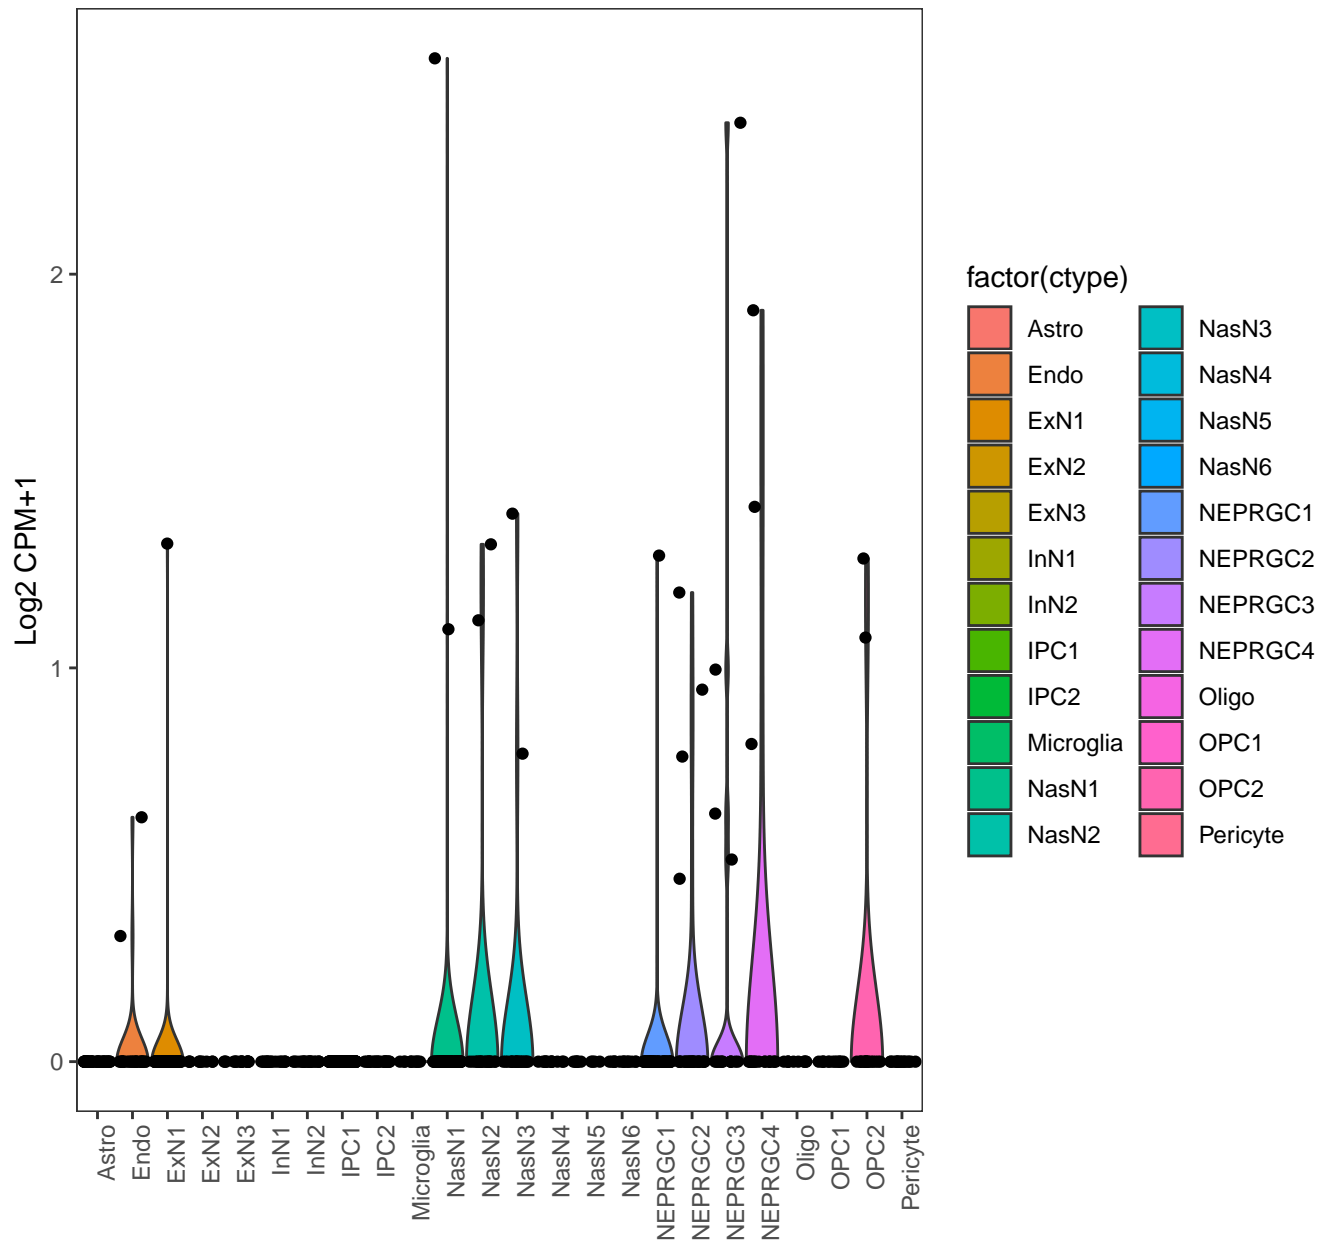 Log2 CPM+1
2
1
0
Astro
Endo
ExN1
ExN2
ExN3
InN1
InN2
IPC1
IPC2
Microglia
NasN1
NasN2
NasN3
NasN4
NasN5
NasN6
NEPRGC1
NEPRGC2
NEPRGC3
NEPRGC4
Oligo
OPC1
OPC2
Pericyte
factor(ctype)
Astro
Endo
ExN1
ExN2
ExN3
InN1
InN2
IPC1
IPC2
Microglia
NasN1
NasN2
NasN3
NasN4
NasN5
NasN6
NEPRGC1
NEPRGC2
NEPRGC3
NEPRGC4
Oligo
OPC1
OPC2
Pericyte